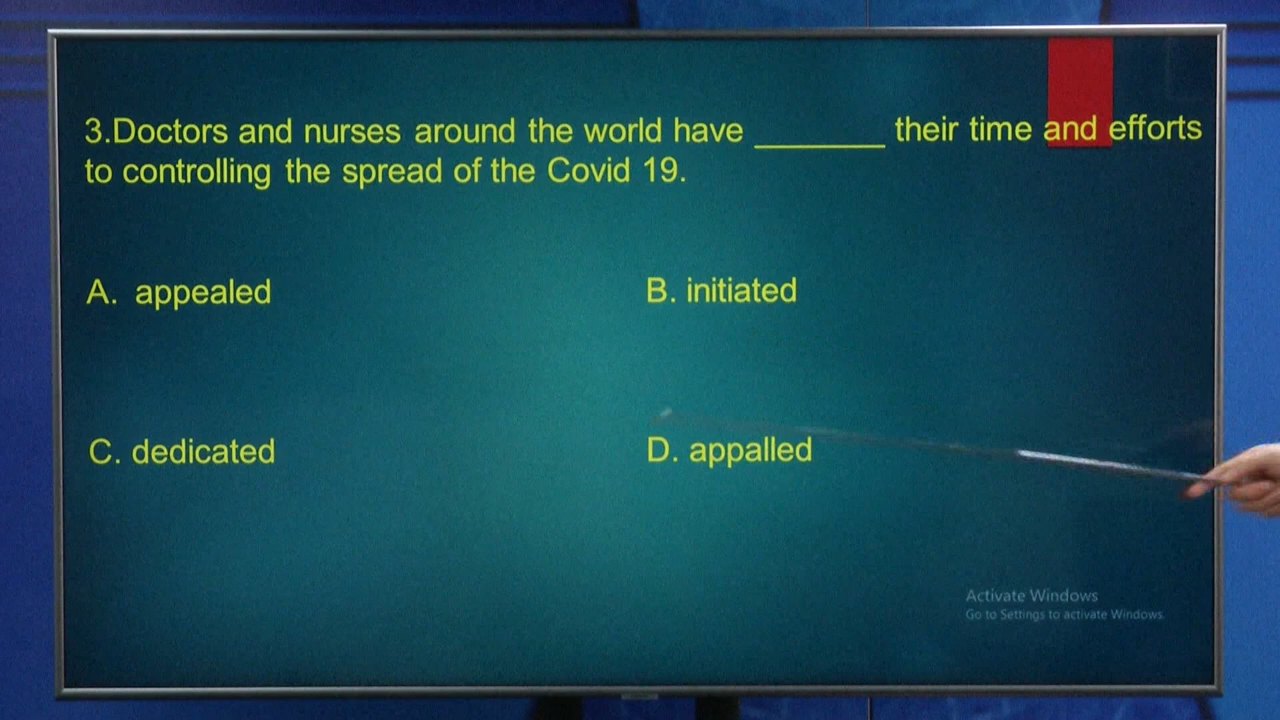 3.Doctors and nurses around the world have _______ their time and efforts
to controlling the spread of the Covid 19.
A. appealed
B. initiated
C. dedicated
D. appalled
Activate Windows
Go to Settings to activate Windows.